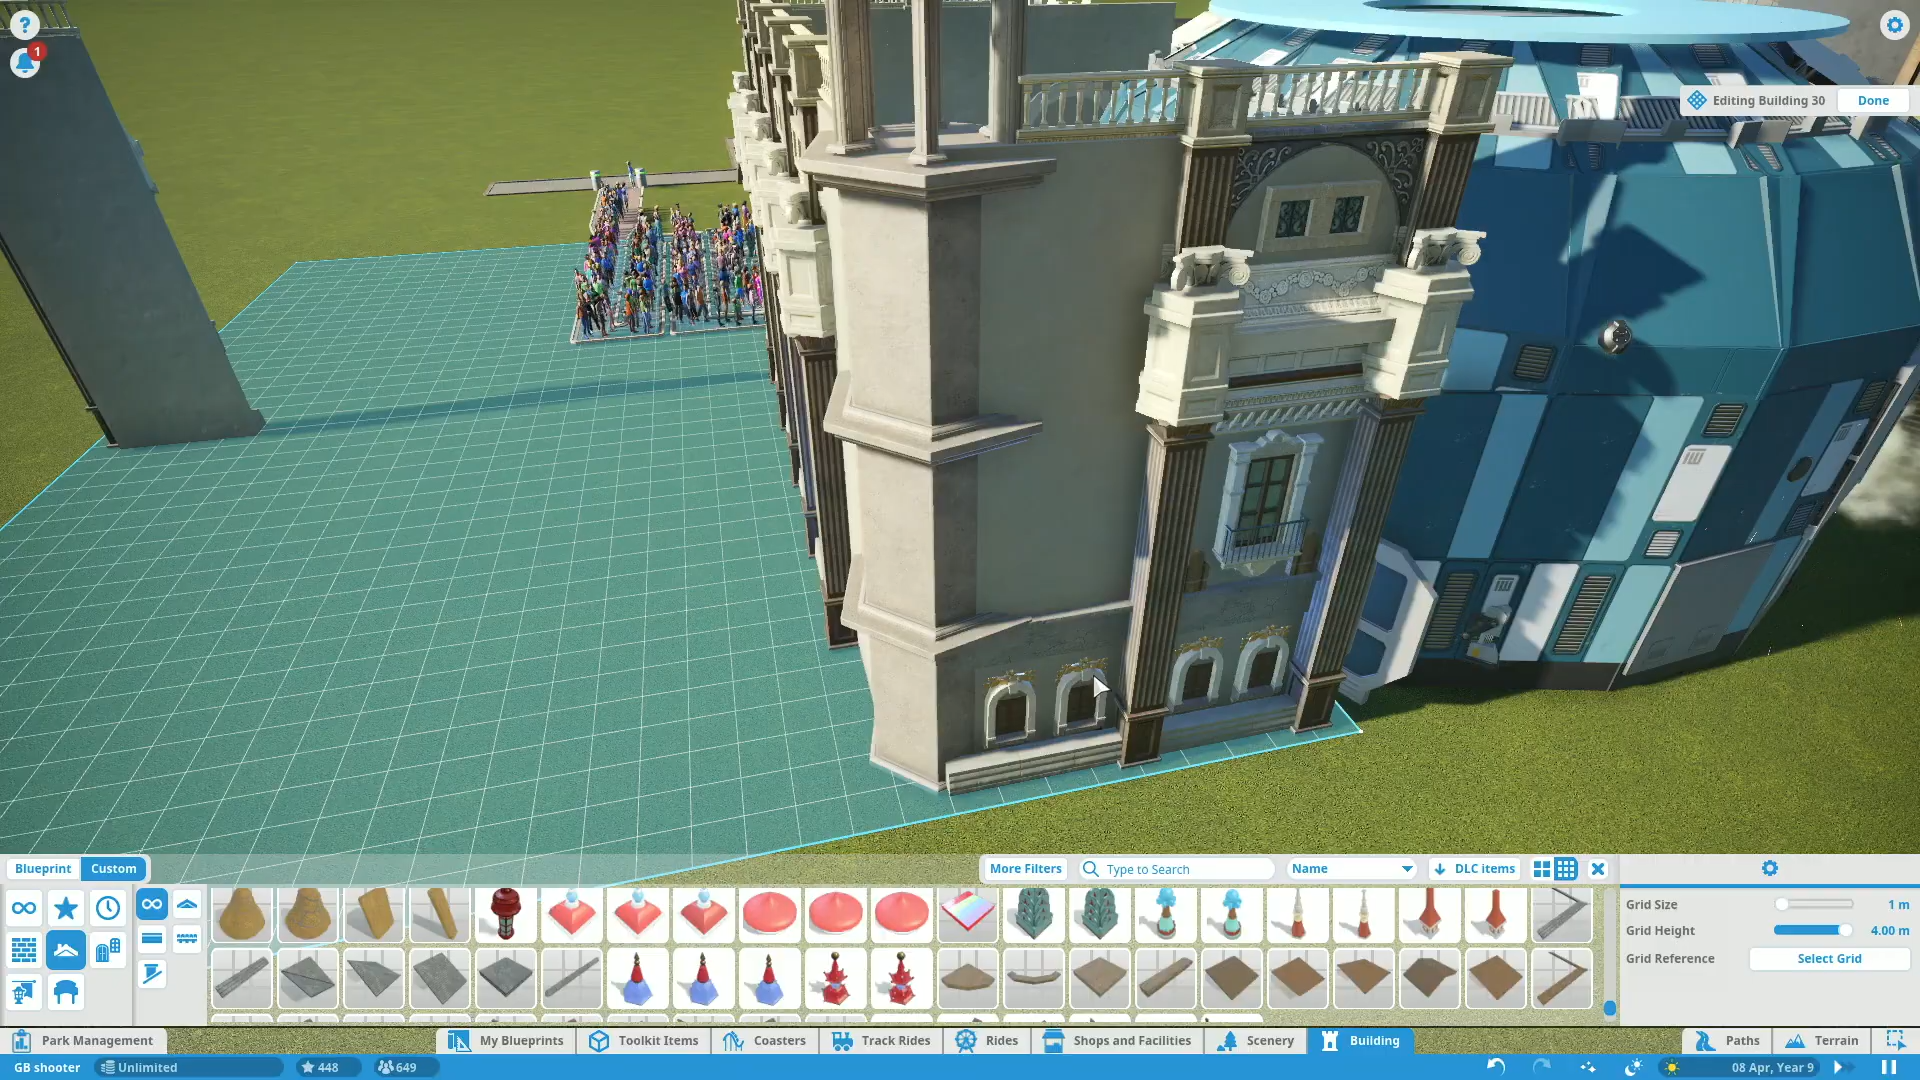 ?
1
Editing Building 30
Done
Blueprint
Custom
More Filters
Type to Search
Name
DLC items
Grid Size
1 m
Grid Height
4.00 m
Grid Reference
Select Grid
Park Management
My Blueprints
Toolkit Items
Coasters
Track Rides
Rides
Shops and Facilities
Scenery
Building
Paths
Terrain
GB shooter
Unlimited
448
649
08 Apr, Year 9